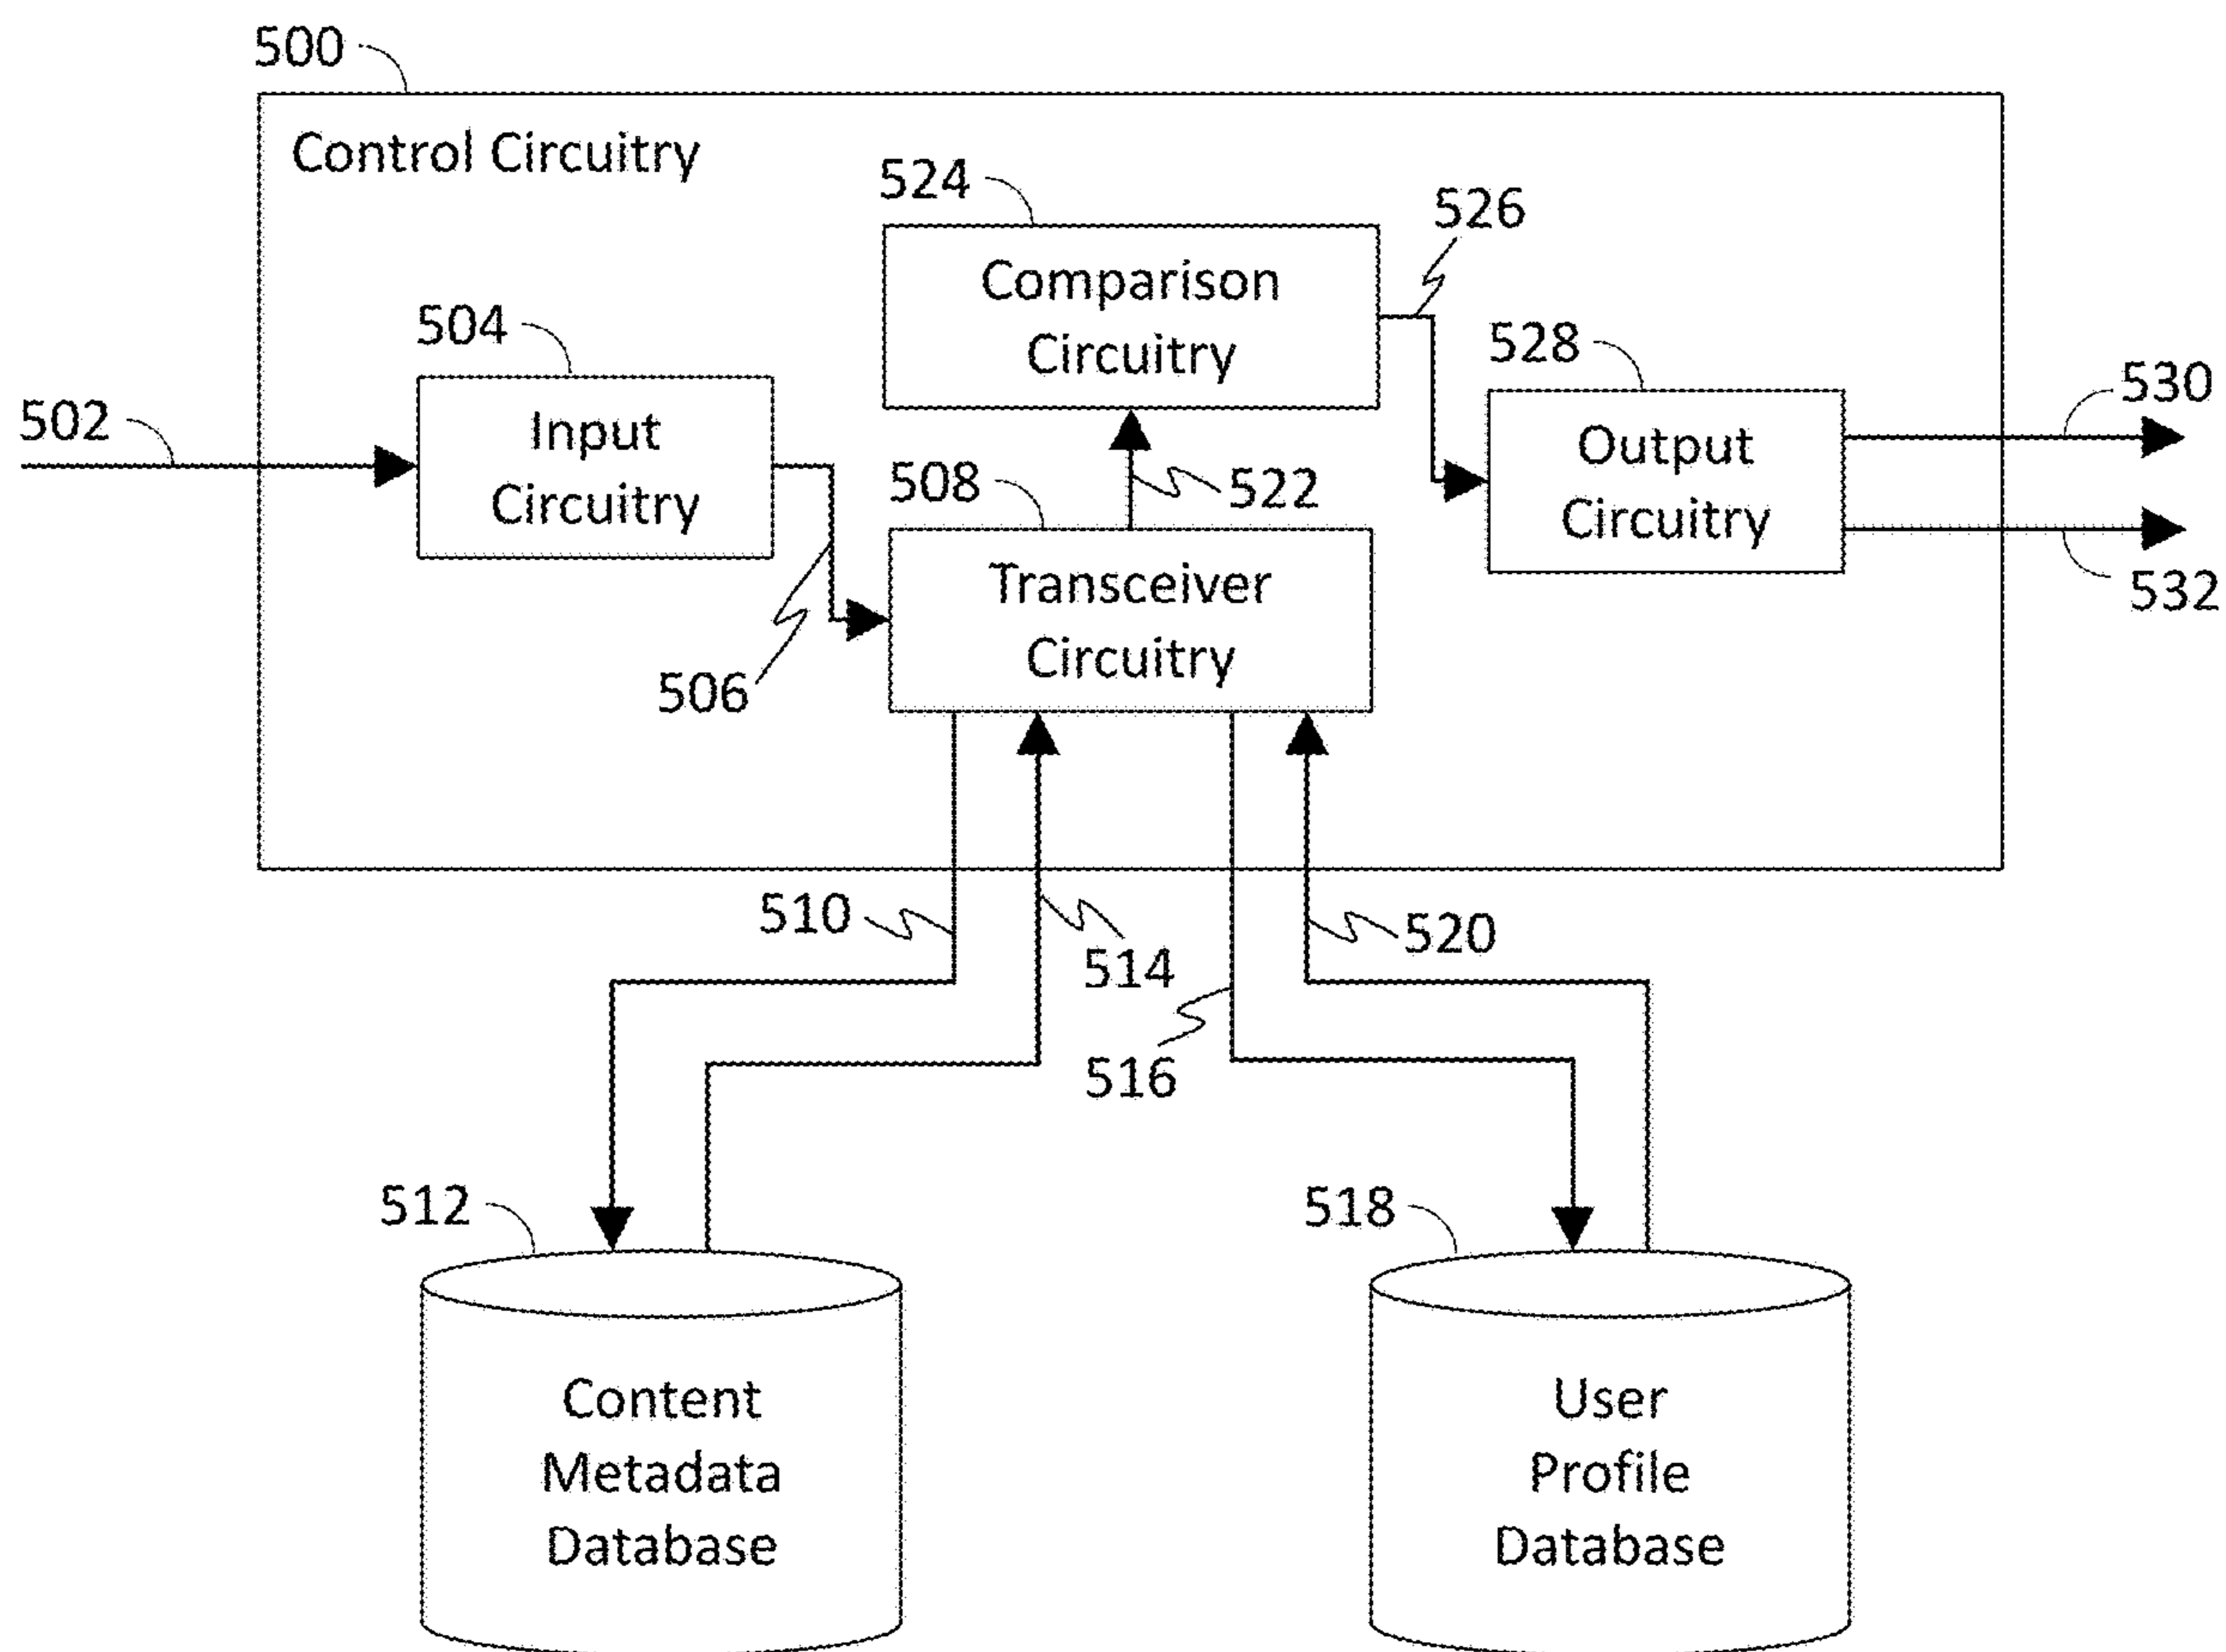 500
Control Circuitry
524
526
Comparison
Circuitry
504
528
530
502
Input
Circuitry
Output
Circuitry
508
522
532
Transceiver
Circuitry
506
510
514
520
516
512
518
Content
Metadata
Database
User
Profile
Database